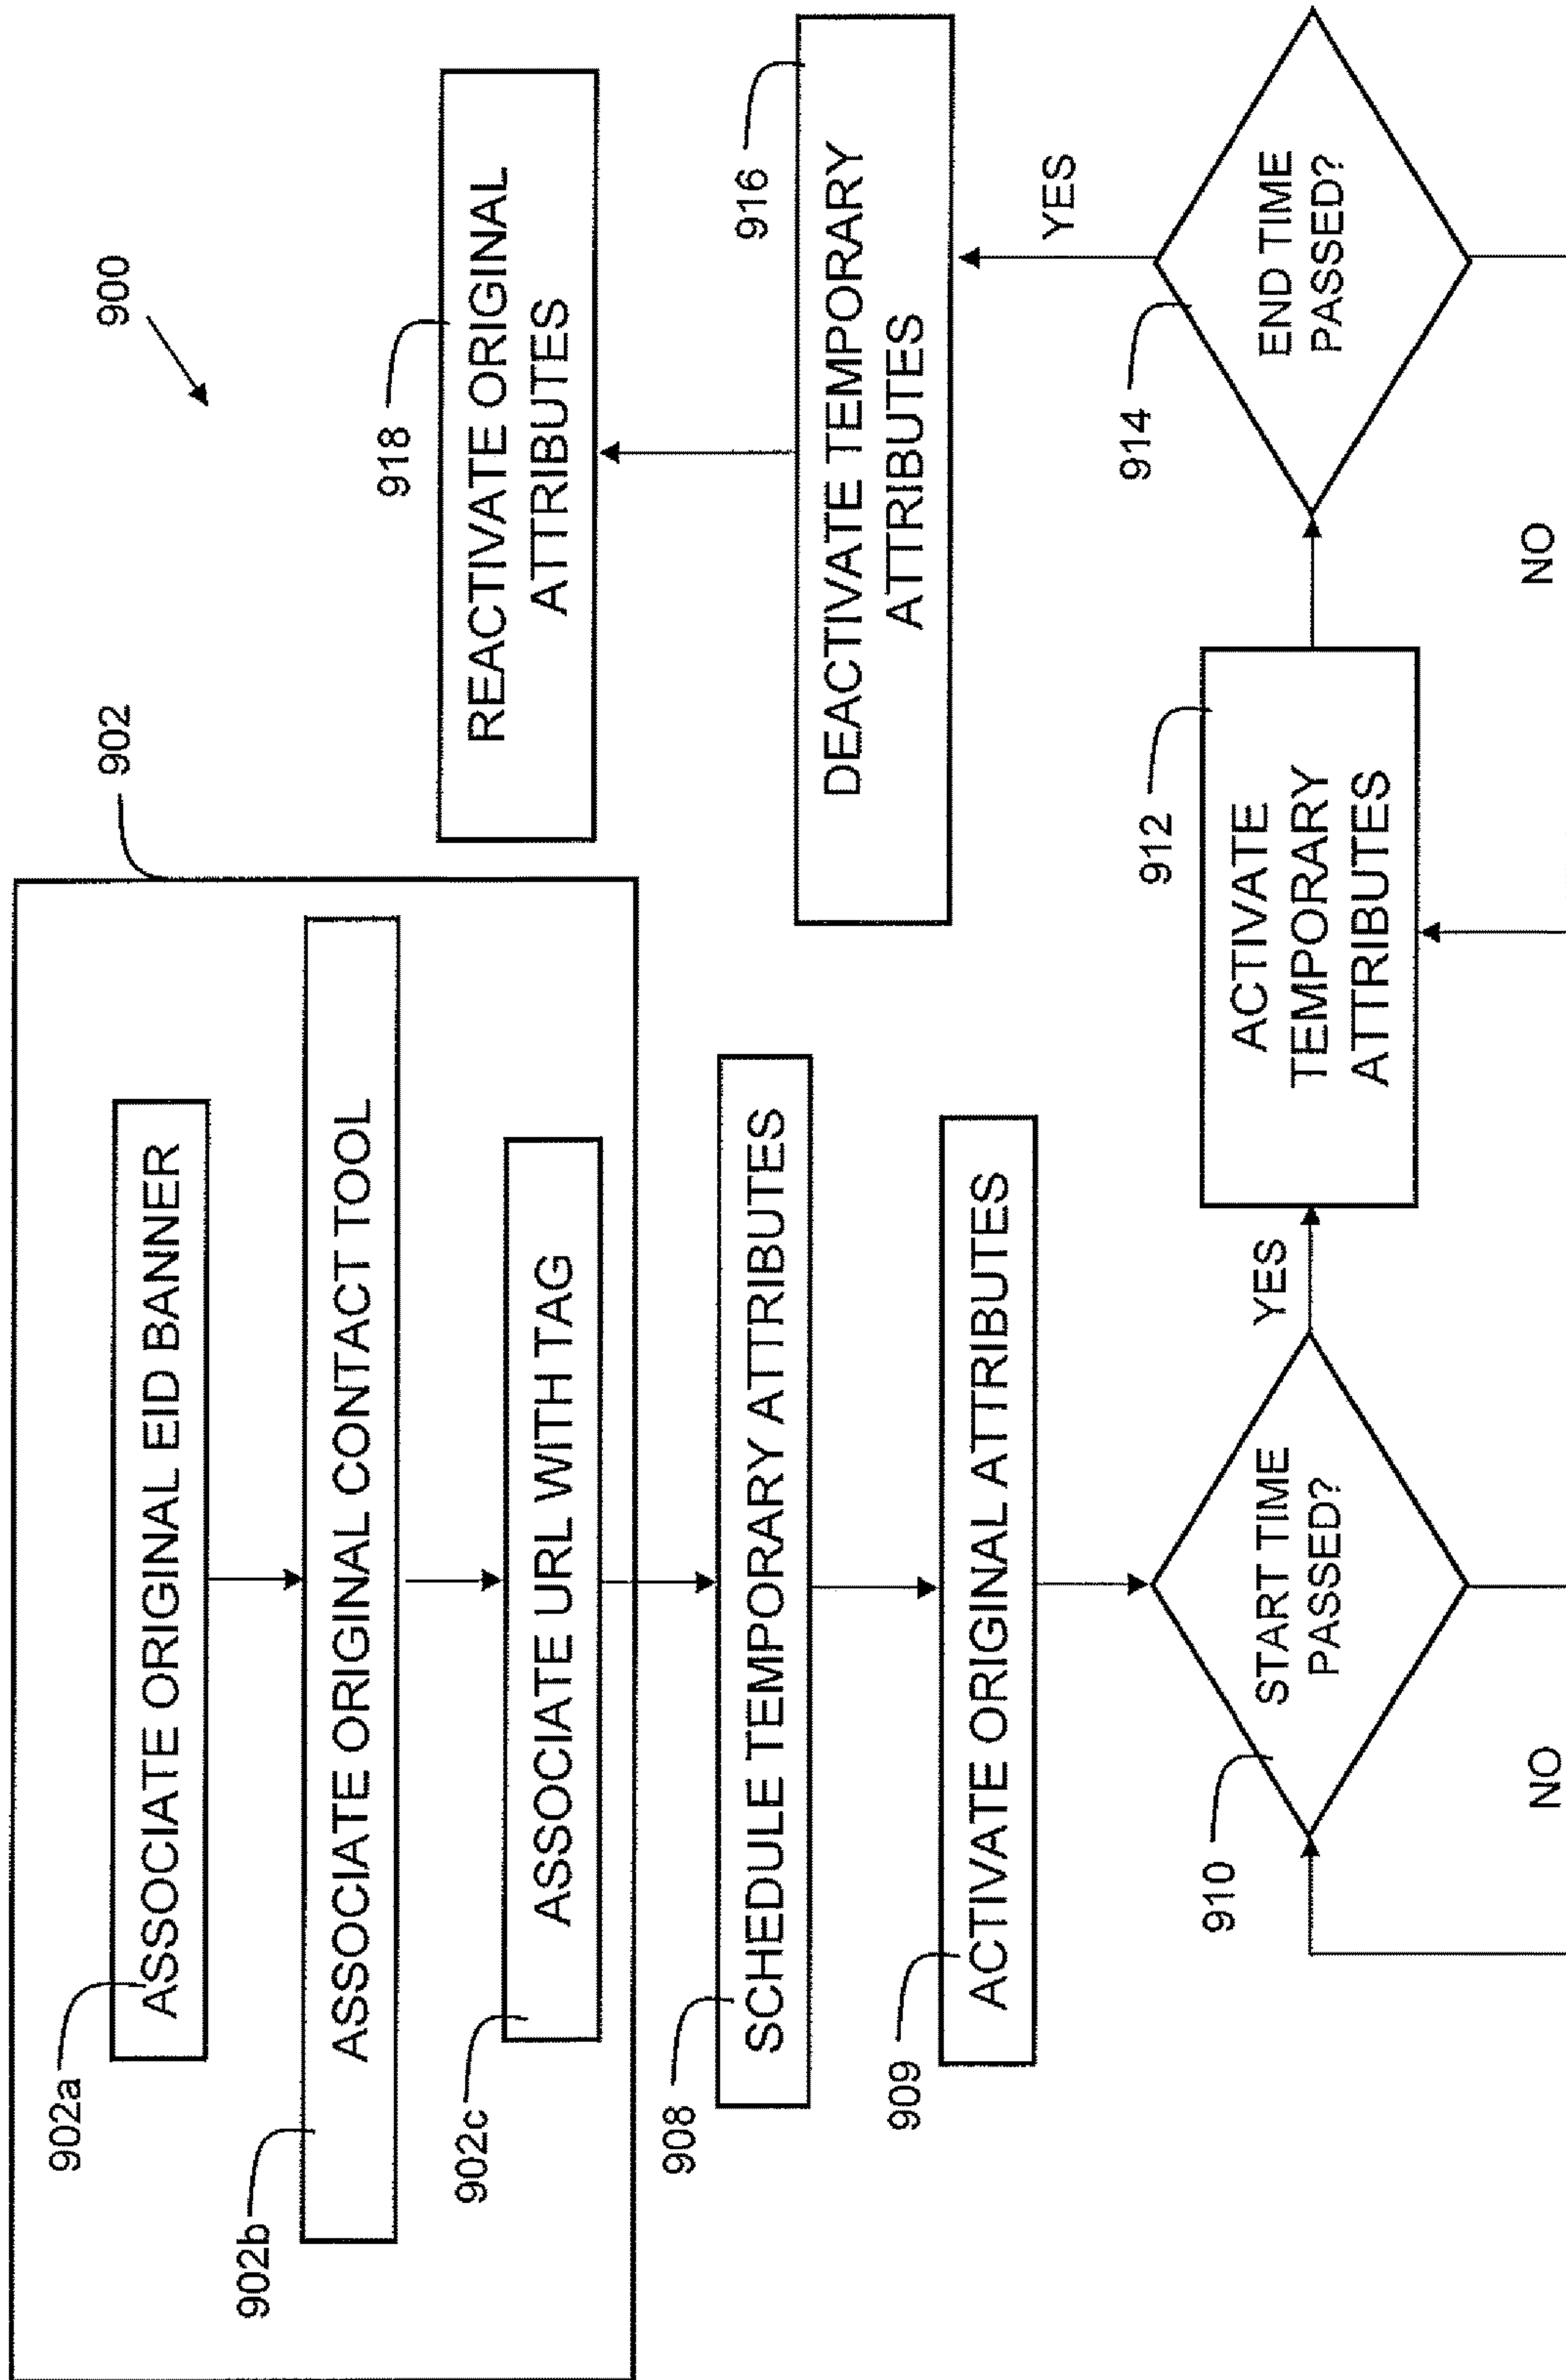 900
902
902a
ASSOCIATE ORIGINAL EID BANNER
902b
ASSOCIATE ORIGINAL CONTACT TOOL
902c
ASSOCIATE URL WITH TAG
908
SCHEDULE TEMPORARY ATTRIBUTES
909
ACTIVATE ORIGINAL ATTRIBUTES
910
START TIME
PASSED?
YES
NO
912
ACTIVATE
TEMPORARY
ATTRIBUTES
914
END TIME
PASSED?
YES
NO
916
DEACTIVATE TEMPORARY
ATTRIBUTES
918
REACTIVATE ORIGINAL
ATTRIBUTES